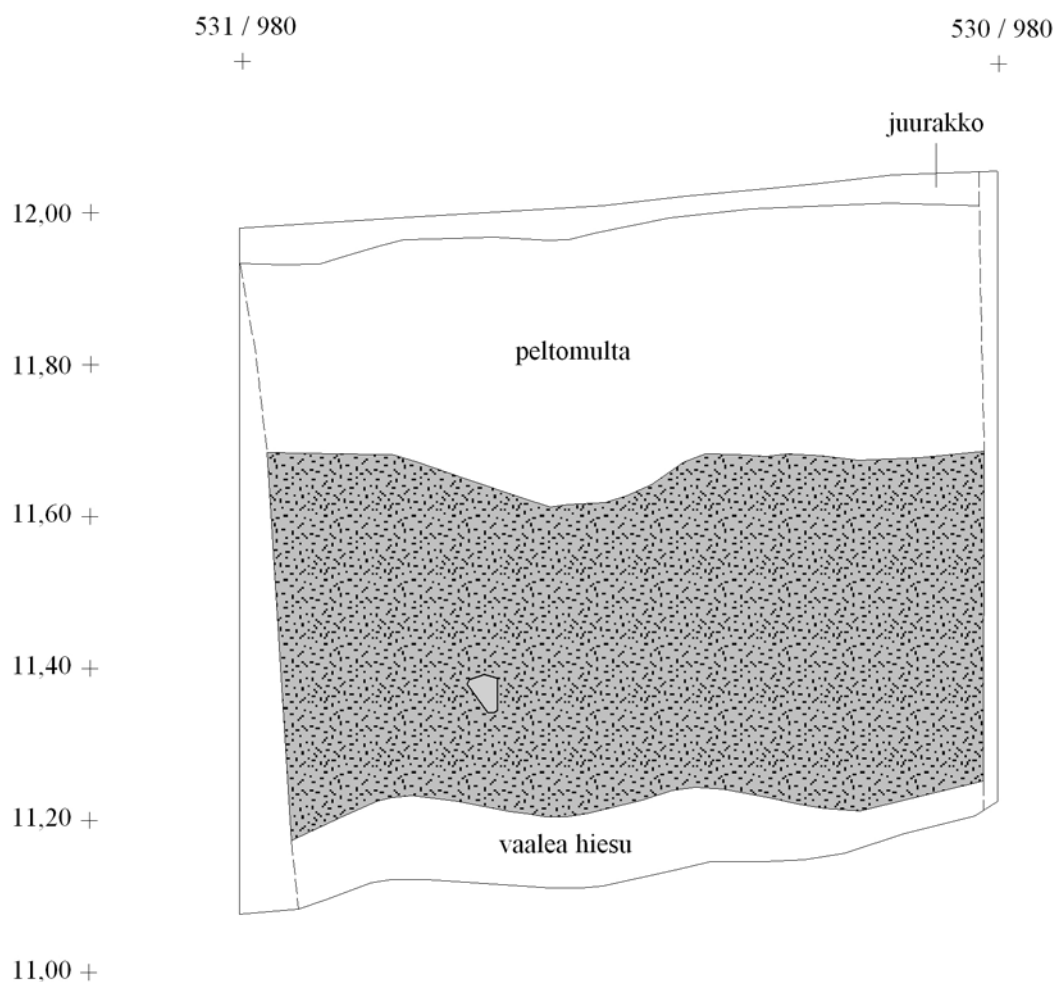 531 / 980
530 / 980
juurakko
12,00
11,80
peltomulta
11,60
11,40
11,20
vaalea hiesu
11,00